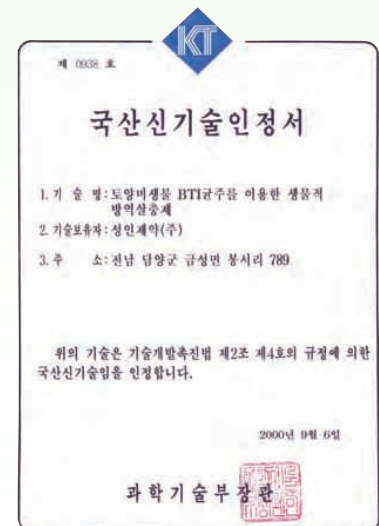 KT
제 0938 호
국산신기술인정서
1. 기 술 명 : 토양미생물 BTI균주를 이용한 생물적
방역살충제
2. 기술보유자 : 성인제약(주)
3. 주 소 : 전남 담양군 금성면 봉서리 789
위의 기술은 기술개발촉진법 제2조 제4호의 규정에 의한
국산신기술임을 인정합니다.
2000년 9월 6일
과학기술부장관